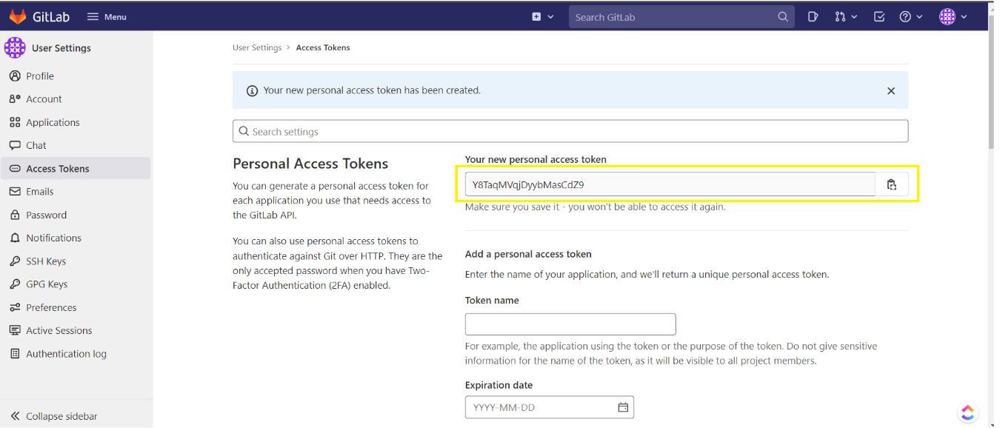 GitLab
Menu
Search GitLab
User Settings
Profile
Account
Applications
Chat
Access Tokens
Emails
Password
Notifications
SSH Keys
GPG Keys
Preferences
Active Sessions
Authentication log
Collapse sidebar
User Settings > Access Tokens
Your new personal access token has been created.
Search settings
Personal Access Tokens
You can generate a personal access token for
each application you use that needs access to
the GitLab API.
You can also use personal access tokens to
authenticate against Git over HTTP. They are the
only accepted password when you have Two-
Factor Authentication (2FA) enabled.
Your new personal access token
Y8TaqMVqjDyybMasCdZ9
Make sure you save it - you won't be able to access it again.
Add a personal access token
Enter the name of your application, and we'll return a unique personal access token.
Token name
For example, the application using the token or the purpose of the token. Do not give sensitive
information for the name of the token, as it will be visible to all project members.
Expiration date
YYYY-MM-DD